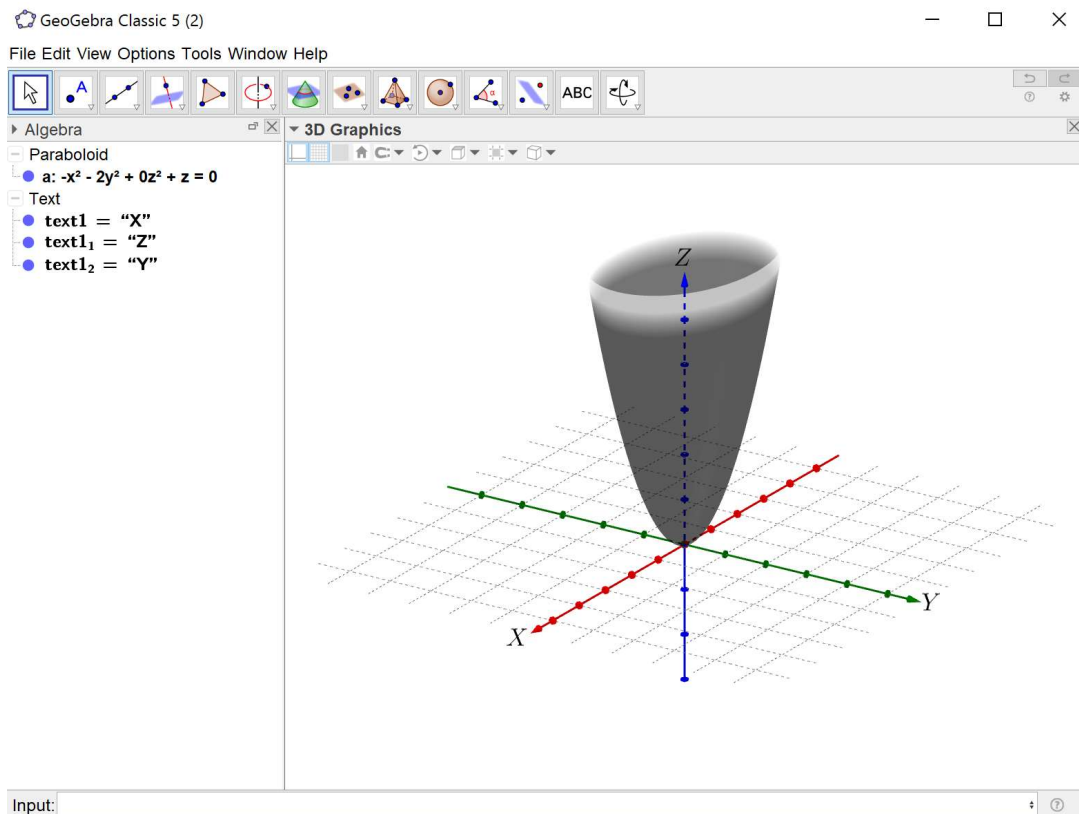 GeoGebra Classic 5 (2)
File Edit View Options Tools Window Help
A
α
ABC
Algebra
3D Graphics
Paraboloid
a: -x² - 2y² + 0z² + z = 0
Text
text1 = “X”
text1₁ = “Z”
text1₂ = “Y”
Z
Y
X
Input: